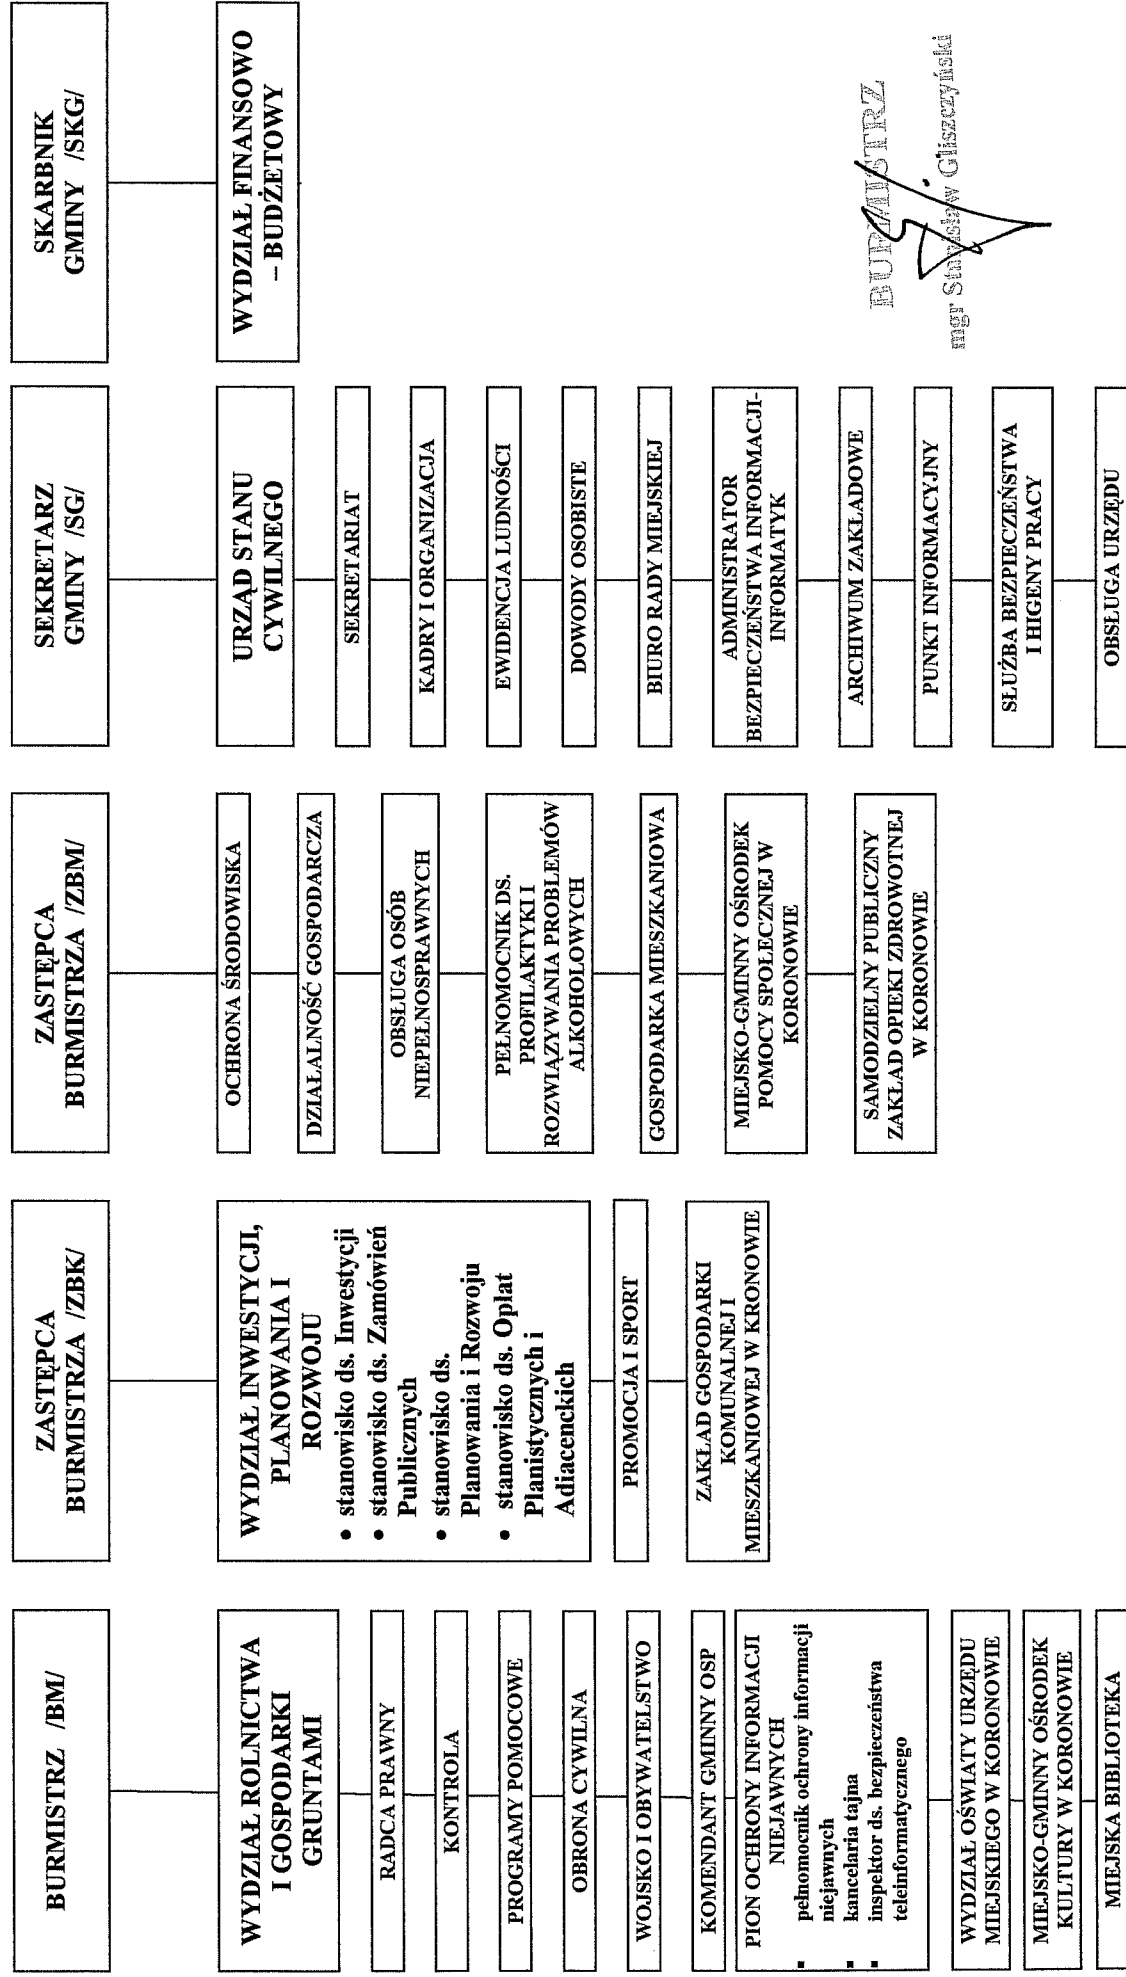 BURMISTRZ /BM/
WYDZIAŁ ROLNICTWA
I GOSPODARKI
GRUNTAMI
RADCA PRAWNY
KONTROLA
PROGRAMY POMOCOWE
OBRONA CYWILNA
WOJSKO I OBYWATELSTWO
KOMENDANT GMINNY OSP
PION OCHRONY INFORMACJI
NIEJAWNYCH
▪ pełnomocnik ochrony informacji
niejawnych
▪ kancelaria tajna
▪ inspektor ds. bezpieczeństwa
teleinformatycznego
WYDZIAŁ OŚWIATY URZĘDU
MIEJSKIEGO W KORONOWIE
MIEJSKO-GMINNY OŚRODEK
KULTURY W KORONOWIE
MIEJSKA BIBLIOTEKA
ZASTĘPCA
BURMISTRZA /ZBK/
WYDZIAŁ INWESTYCJI,
PLANOWANIA I
ROZWOJU
• stanowisko ds. Inwestycji
• stanowisko ds. Zamówień
Publicznych
• stanowisko ds.
Planowania i Rozwoju
• stanowisko ds. Opłat
Planistycznych i
Adiacenckich
PROMOCJA I SPORT
ZAKŁAD GOSPODARKI
KOMUNALNEJ I
MIESZKANIOWEJ W KRONOWIE
ZASTĘPCA
BURMISTRZA /ZBM/
OCHRONA ŚRODOWISKA
DZIAŁALNOŚĆ GOSPODARCZA
OBSŁUGA OSÓB
NIEPEŁNOSPRAWNYCH
PEŁNOMOCNIK DS.
PROFILAKTYKI I
ROZWIĄZYWANIA PROBLEMÓW
ALKOHOLOWYCH
GOSPODARKA MIESZKANIOWA
MIEJSKO-GMINNY OŚRODEK
POMOCY SPOŁECZNEJ W
KORONOWIE
SAMODZIELNY PUBLICZNY
ZAKŁAD OPIEKI ZDROWOTNEJ
W KORONOWIE
SEKRETARZ
GMINY /SG/
URZĄD STANU
CYWILNEGO
SEKRETARIAT
KADRY I ORGANIZACJA
EWIDENCJA LUDNOŚCI
DOWODY OSOBISTE
BIURO RADY MIEJSKIEJ
ADMINISTRATOR
BEZPIECZEŃSTWA INFORMACJI-
INFORMATYK
ARCHIWUM ZAKŁADOWE
PUNKT INFORMACYJNY
SŁUŻBA BEZPIECZEŃSTWA
I HIGENY PRACY
OBSŁUGA URZĘDU
SKARBNIK
GMINY /SKG/
WYDZIAŁ FINANSOWO
– BUDŻETOWY
BURMISTRZ
mgr Stanisław Gliszczyński